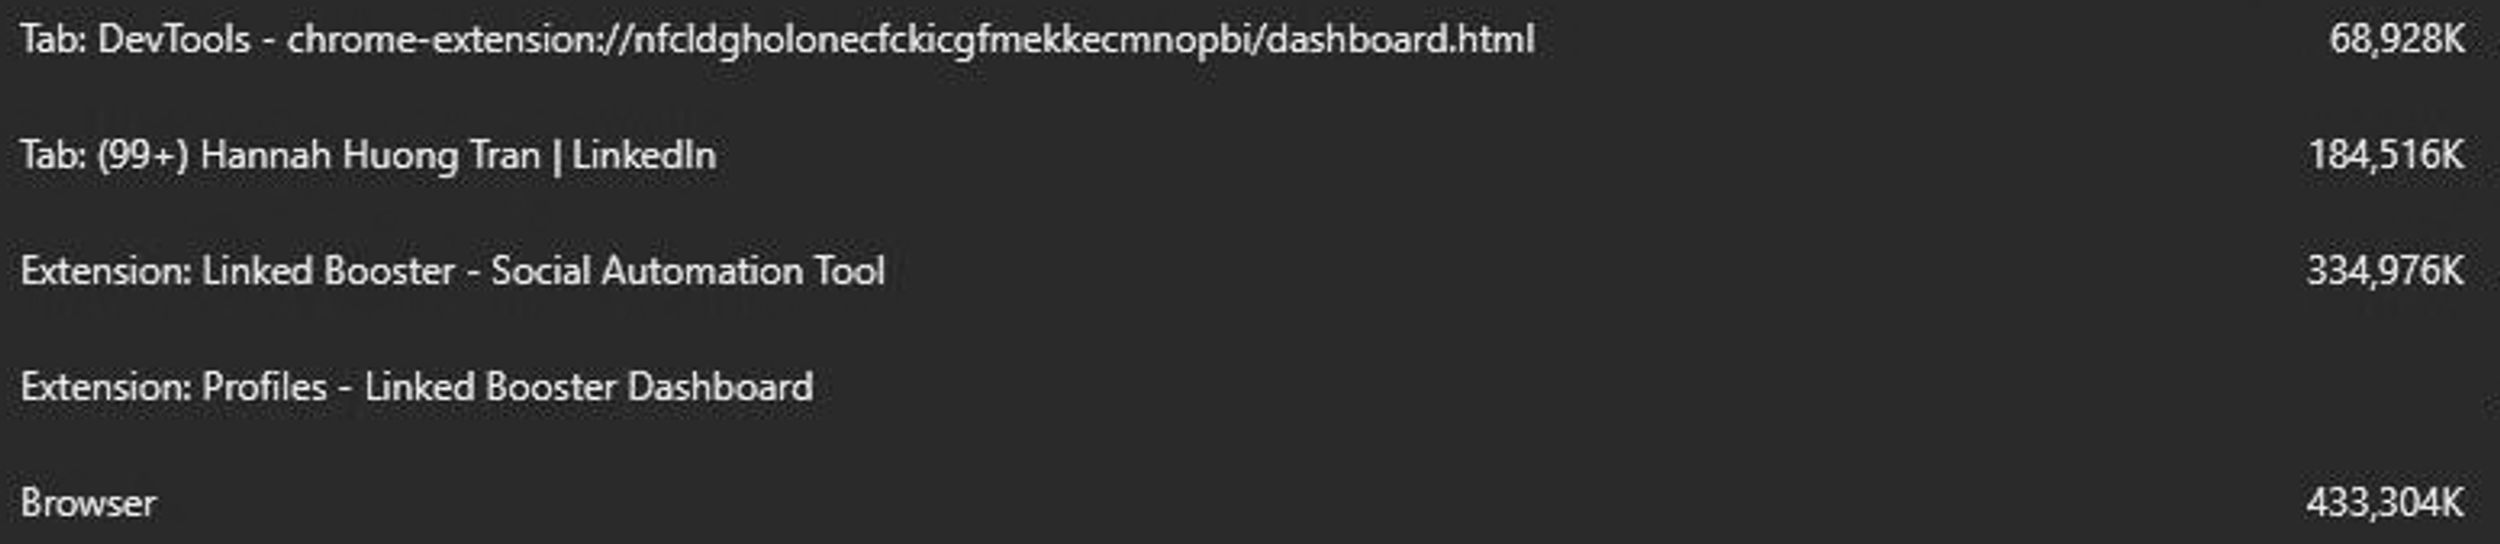 Tab: DevTools - chrome-extension://nfcldgholonecfckicgfmekkecmnopbi/dashboard.html 68,928K
Tab: (99+) Hannah Huong Tran | LinkedIn 184,516K
Extension: Linked Booster - Social Automation Tool 334,976K
Extension: Profiles - Linked Booster Dashboard
Browser 433,304K